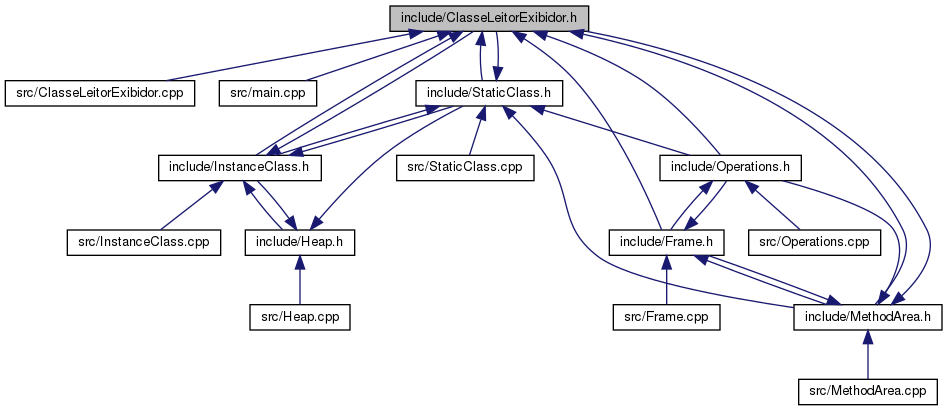 include/ClasseLeitorExibidor.h
src/ClasseLeitorExibidor.cpp
src/main.cpp
include/StaticClass.h
include/InstanceClass.h
src/StaticClass.cpp
include/Operations.h
src/InstanceClass.cpp
include/Heap.h
include/Frame.h
src/Operations.cpp
src/Heap.cpp
src/Frame.cpp
include/MethodArea.h
src/MethodArea.cpp